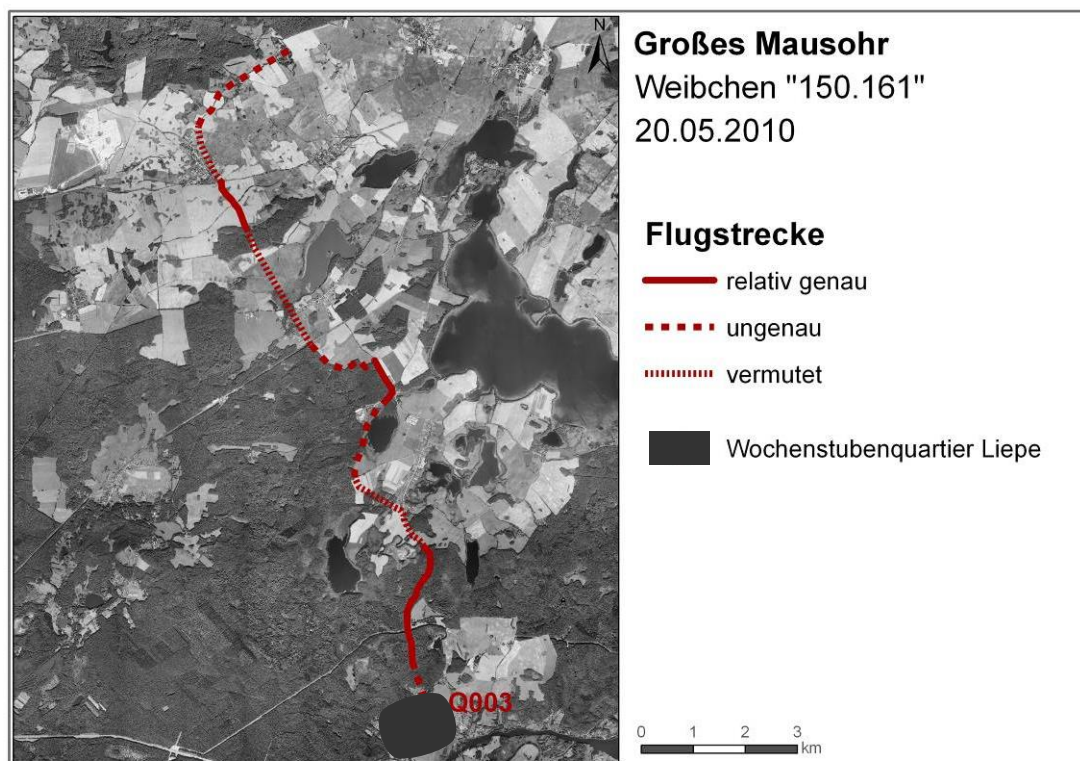 N
Großes Mausohr
Weibchen "150.161"
20.05.2010
Flugstrecke
relativ genau
ungenau
vermutet
Wochenstubenquartier Liepe
Q003
0 1 2 3
km